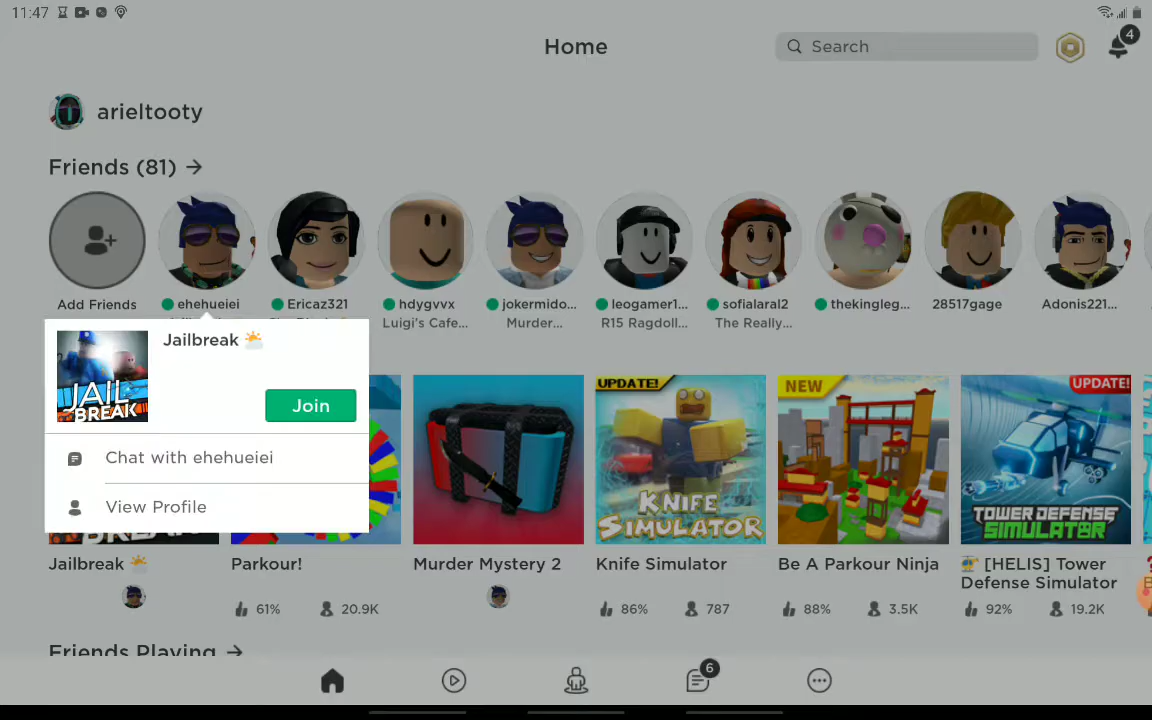 11:47
Home
Search
4
arieltooty
Friends (81) →
Add Friends
ehehueiei
Ericaz321
hdygvvx
jokermido...
leogamer1...
sofialaral2
thekingleg...
28517gage
Adonis221...
Luigi's Cafe...
Murder...
R15 Ragdoll...
The Really...
Jailbreak
JAIL
BREAK
Join
Chat with ehehueiei
View Profile
UPDATE!
KNIFE
SIMULATOR
NEW
UPDATE!
TOWER DEFENSE
SIMULATOR
Jailbreak
Parkour!
Murder Mystery 2
Knife Simulator
Be A Parkour Ninja
[HELIS] Tower
Defense Simulator
61%
20.9K
86%
787
88%
3.5K
92%
19.2K
Friends Playing →
6